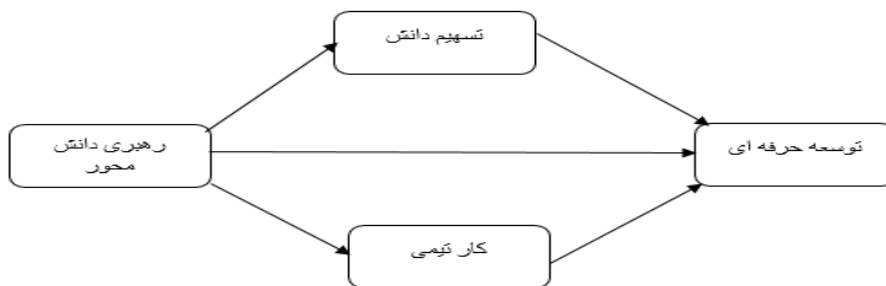 تسهیم دانش
رهبری دانش
محور
توسعه حرفه ای
کار تیمی